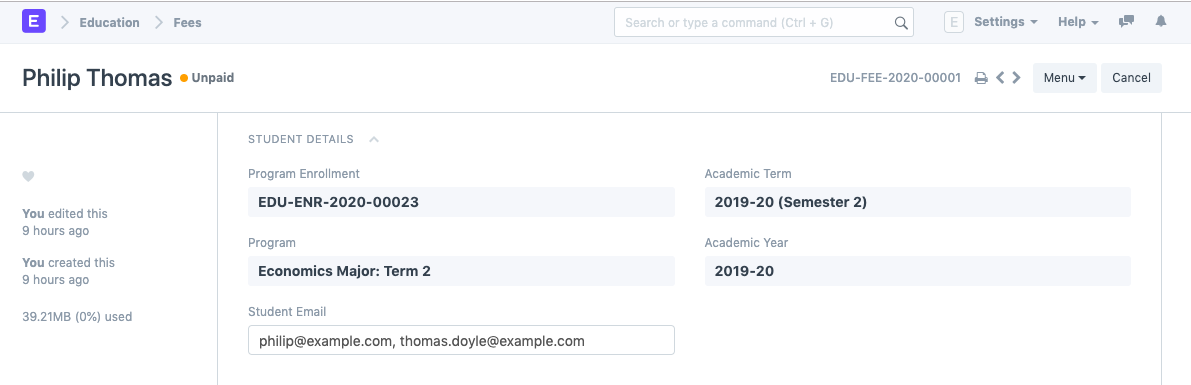 E Education Fees Search or type a command (Ctrl + G) E Settings Help
Philip Thomas Unpaid EDU-FEE-2020-00001 Menu Cancel
STUDENT DETAILS
Program Enrollment
EDU-ENR-2020-00023
Academic Term
2019-20 (Semester 2)
Program
Economics Major: Term 2
Academic Year
2019-20
Student Email
philip@example.com, thomas.doyle@example.com
You edited this
9 hours ago
You created this
9 hours ago
39.21MB (0%) used